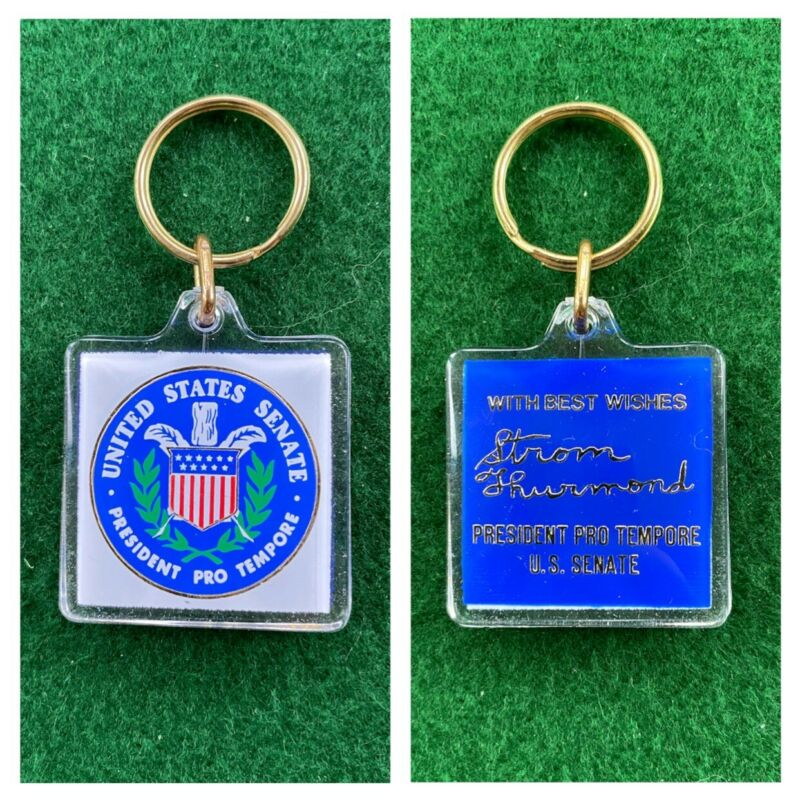 UNITED STATES SENATE
· PRESIDENT PRO TEMPORE ·
WITH BEST WISHES
Strom
Thurmond
PRESIDENT PRO TEMPORE
U.S. SENATE